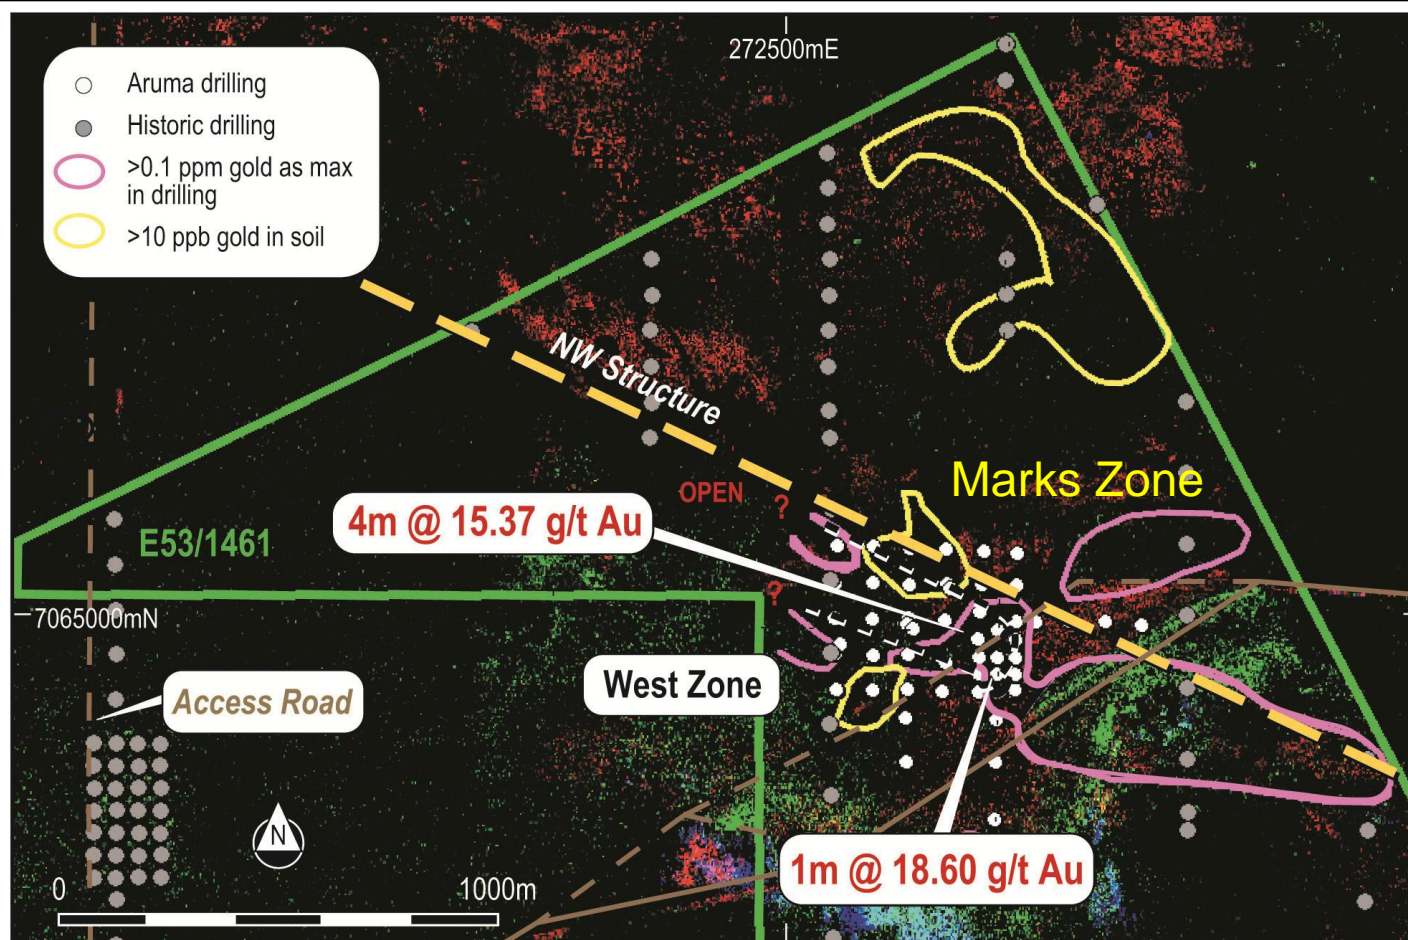 272500mE
Aruma drilling
Historic drilling
>0.1 ppm gold as max
in drilling
>10 ppb gold in soil
NW Structure
Marks Zone
OPEN
?
4m @ 15.37 g/t Au
E53/1461
?
7065000mN
West Zone
Access Road
N
0
1000m
1m @ 18.60 g/t Au